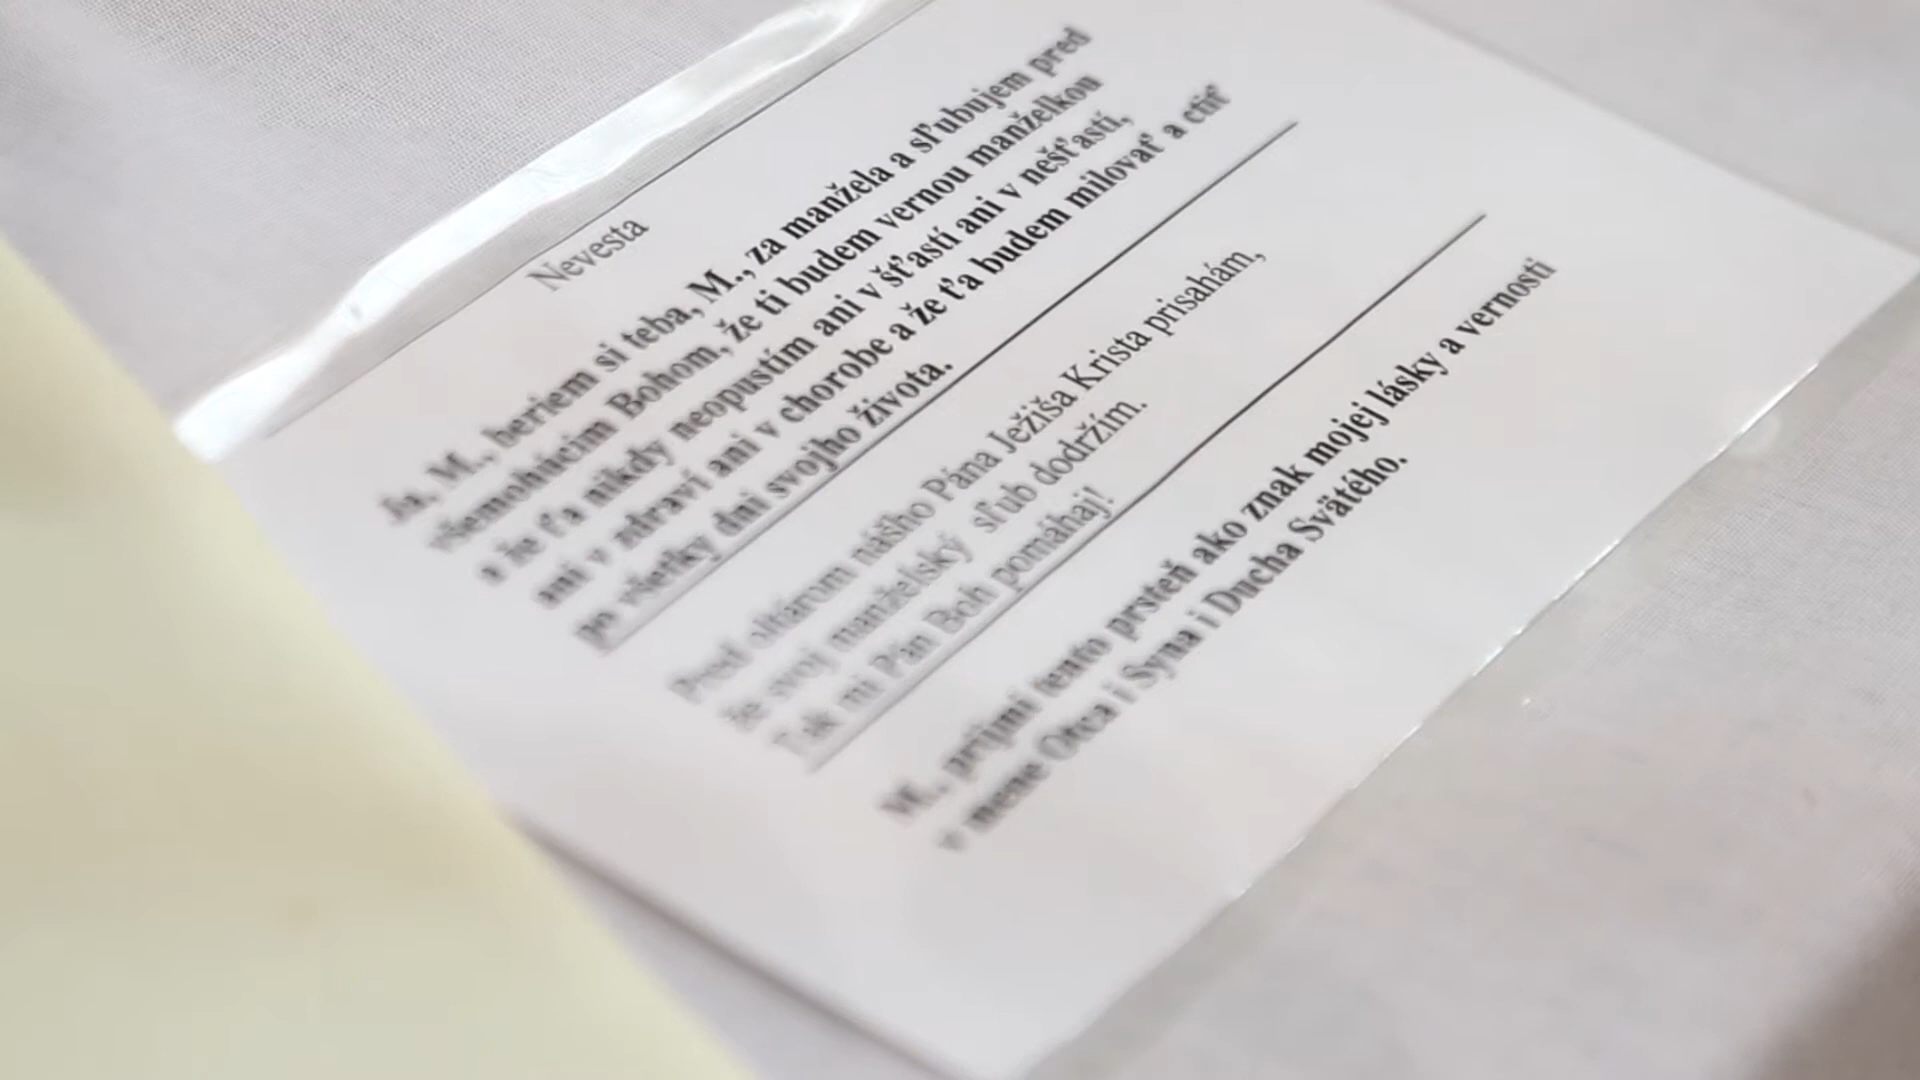 Nevesta
Ja, M., beriem si teba, M., za manžela a sľubujem pred
všemohúcim Bohom, že ti budem vernou manželkou
a že ťa nikdy neopustím ani v šťastí ani v nešťastí,
ani v zdraví ani v chorobe a že ťa budem milovať a ctiť
po všetky dni svojho života.
Pred oltárom nášho Pána Ježiša Krista prisahám,
že svoj manželský sľub dodržím.
Tak mi Pán Boh pomáhaj!
M., prijmi tento prsteň ako znak mojej lásky a vernosti
v mene Otca i Syna i Ducha Svätého.